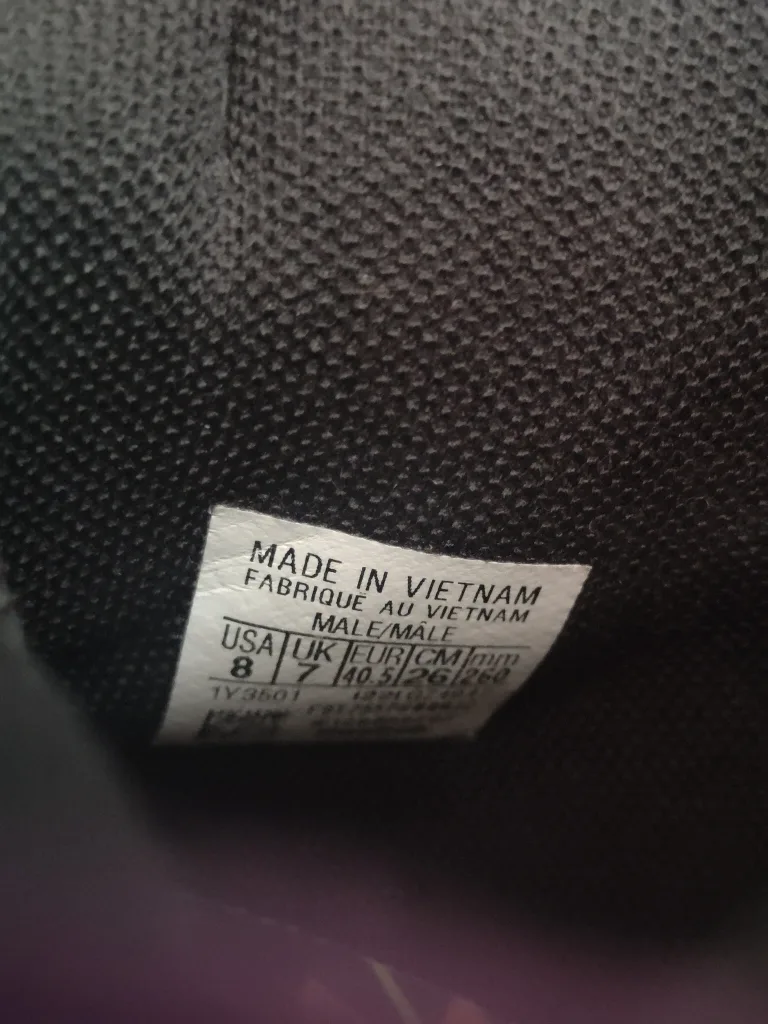 MADE IN VIETNAM
FABRIQUÉ AU VIETNAM
MALE/MÂLE
USA UK EUR CM mm
8 7 40.5 26 260
1Y3501